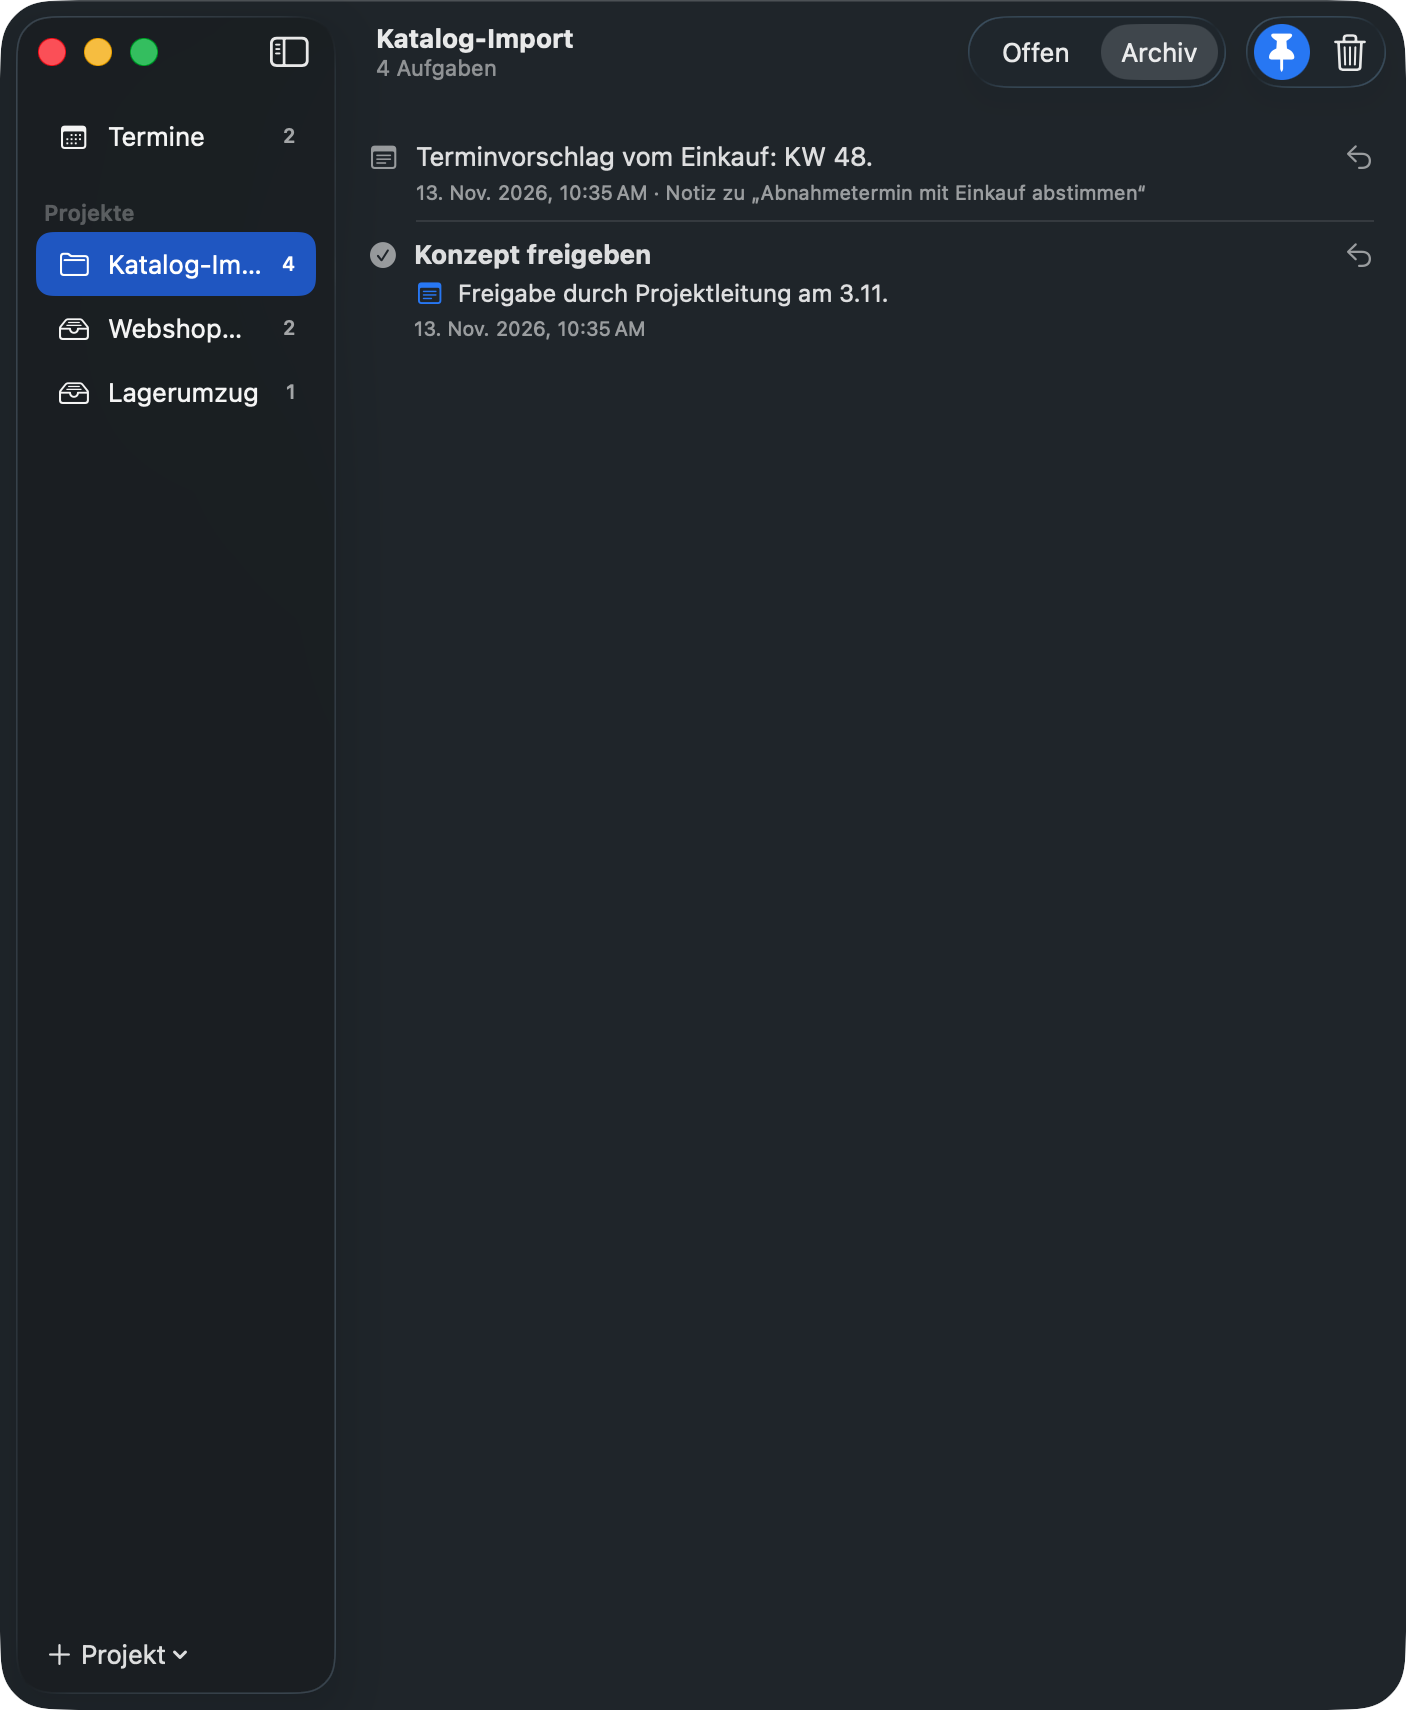 Katalog-Import
4 Aufgaben
Offen
Archiv
Termine 2
Projekte
Katalog-Im... 4
Webshop... 2
Lagerumzug 1
Terminvorschlag vom Einkauf: KW 48.
13. Nov. 2026, 10:35 AM · Notiz zu „Abnahmetermin mit Einkauf abstimmen“
Konzept freigeben
Freigabe durch Projektleitung am 3.11.
13. Nov. 2026, 10:35 AM
+ Projekt